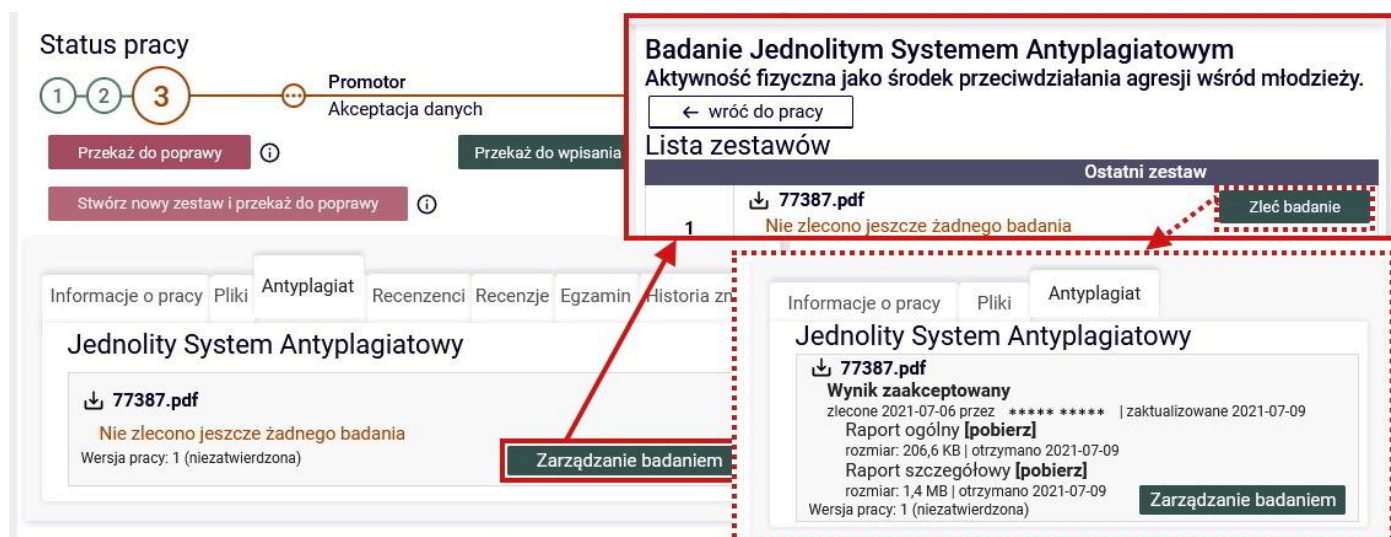 Status pracy
1 2 3
Promotor
Akceptacja danych
Przekaż do poprawy
Przekaż do wpisania
Stwórz nowy zestaw i przekaż do poprawy
Informacje o pracy Pliki Antyplagiat Recenzenci Recenzje Egzamin Historia zm
Jednolity System Antyplagiatowy
77387.pdf
Nie zlecono jeszcze żadnego badania
Wersja pracy: 1 (niezatwierdzona)
Zarządzanie badaniem
Badanie Jednolitym Systemem Antyplagiatowym
Aktywność fizyczna jako środek przeciwdziałania agresji wśród młodzieży.
← wróć do pracy
Lista zestawów
Ostatni zestaw
1
77387.pdf
Nie zlecono jeszcze żadnego badania
Zleć badanie
Informacje o pracy Pliki Antyplagiat
Jednolity System Antyplagiatowy
77387.pdf
Wynik zaakceptowany
zlecone 2021-07-06 przez ***** ***** | zaktualizowane 2021-07-09
Raport ogólny [pobierz]
rozmiar: 206,6 KB | otrzymano 2021-07-09
Raport szczegółowy [pobierz]
rozmiar: 1,4 MB | otrzymano 2021-07-09
Wersja pracy: 1 (niezatwierdzona)
Zarządzanie badaniem